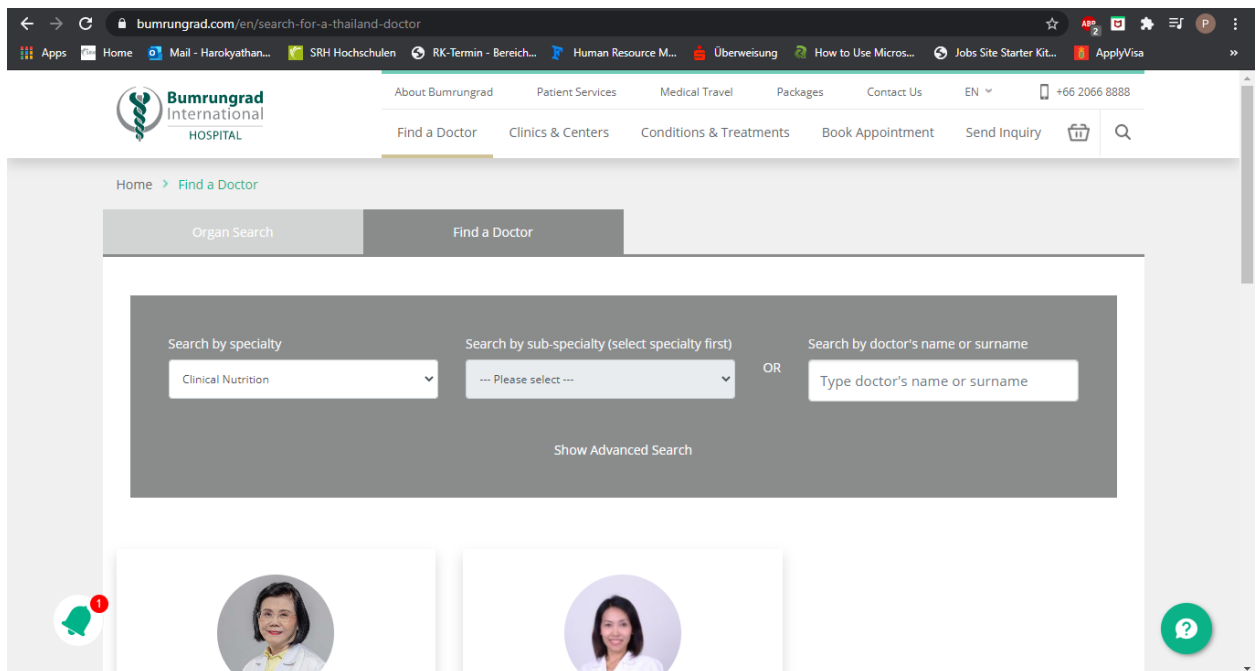 bumrungrad.com/en/search-for-a-thailand-doctor
ABP
2
P
Apps
Home
Mail - Harokyathan...
SRH Hochschulen
RK-Termin - Bereich...
Human Resource M...
Überweisung
How to Use Micros...
Jobs Site Starter Kit...
ApplyVisa
»
Bumrungrad
International
HOSPITAL
About Bumrungrad
Patient Services
Medical Travel
Packages
Contact Us
EN
+66 2066 8888
Find a Doctor
Clinics & Centers
Conditions & Treatments
Book Appointment
Send Inquiry
Home > Find a Doctor
Organ Search
Find a Doctor
Search by specialty
Clinical Nutrition
Search by sub-specialty (select specialty first)
--- Please select ---
OR
Search by doctor's name or surname
Type doctor's name or surname
Show Advanced Search
1
?